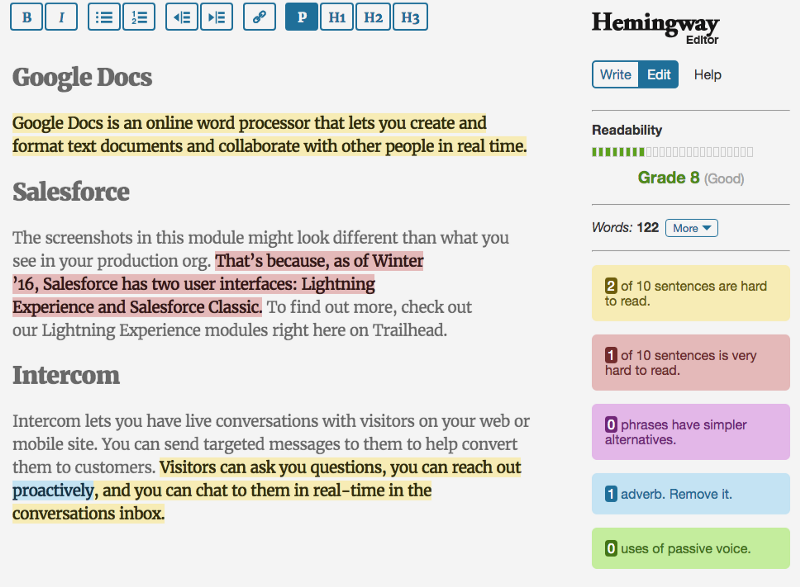 B I P H1 H2 H3
Google Docs
Google Docs is an online word processor that lets you create and
format text documents and collaborate with other people in real time.
Salesforce
The screenshots in this module might look different than what you
see in your production org. That’s because, as of Winter
’16, Salesforce has two user interfaces: Lightning
Experience and Salesforce Classic. To find out more, check out
our Lightning Experience modules right here on Trailhead.
Intercom
Intercom lets you have live conversations with visitors on your web or
mobile site. You can send targeted messages to them to help convert
them to customers. Visitors can ask you questions, you can reach out
proactively, and you can chat to them in real-time in the
conversations inbox.
Hemingway
Editor
Write Edit Help
Readability
Grade 8 (Good)
Words: 122 More
2 of 10 sentences are hard
to read.
1 of 10 sentences is very
hard to read.
0 phrases have simpler
alternatives.
1 adverb. Remove it.
0 uses of passive voice.